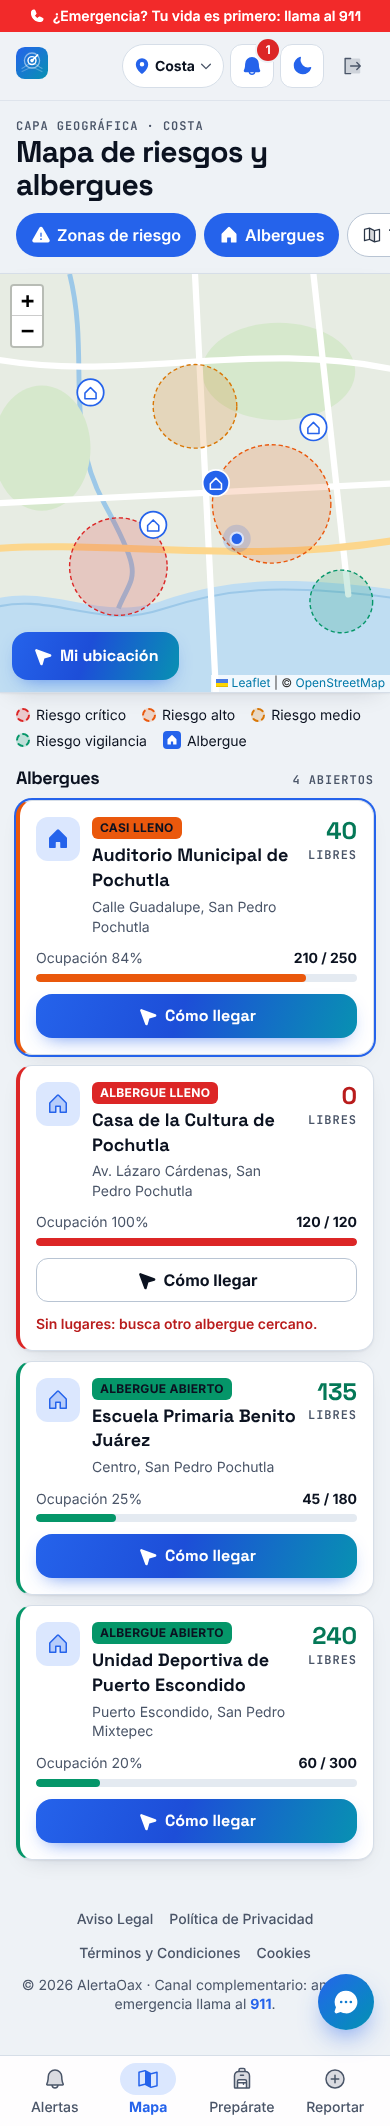 ¿Emergencia? Tu vida es primero: llama al 911
Costa
1
CAPA GEOGRÁFICA · COSTA
Mapa de riesgos y
albergues
Zonas de riesgo
Albergues
+
−
Mi ubicación
Leaflet | © OpenStreetMap
Riesgo crítico
Riesgo alto
Riesgo medio
Riesgo vigilancia
Albergue
Albergues
4 ABIERTOS
CASI LLENO
40
LIBRES
Auditorio Municipal de
Pochutla
Calle Guadalupe, San Pedro
Pochutla
Ocupación 84%
210 / 250
Cómo llegar
ALBERGUE LLENO
0
LIBRES
Casa de la Cultura de
Pochutla
Av. Lázaro Cárdenas, San
Pedro Pochutla
Ocupación 100%
120 / 120
Cómo llegar
Sin lugares: busca otro albergue cercano.
ALBERGUE ABIERTO
135
LIBRES
Escuela Primaria Benito
Juárez
Centro, San Pedro Pochutla
Ocupación 25%
45 / 180
Cómo llegar
ALBERGUE ABIERTO
240
LIBRES
Unidad Deportiva de
Puerto Escondido
Puerto Escondido, San Pedro
Mixtepec
Ocupación 20%
60 / 300
Cómo llegar
Aviso Legal
Política de Privacidad
Términos y Condiciones
Cookies
© 2026 AlertaOax · Canal complementario:
emergencia llama al 911.
Alertas
Mapa
Prepárate
Reportar